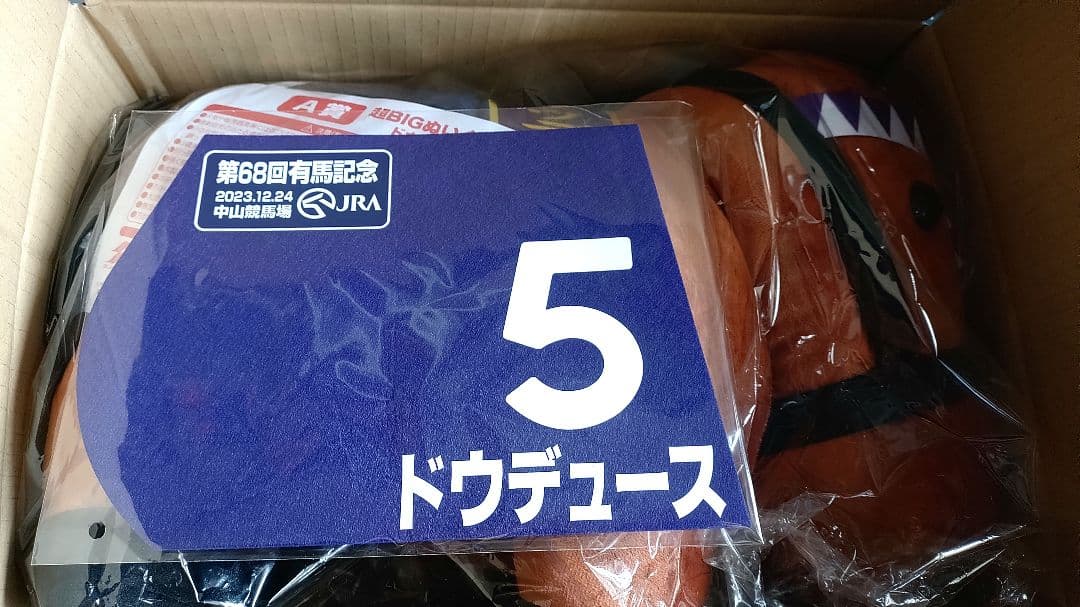 A賞
超BIGぬい
第68回有馬記念
2023.12.24
中山競馬場 JRA
5
ドウデュース